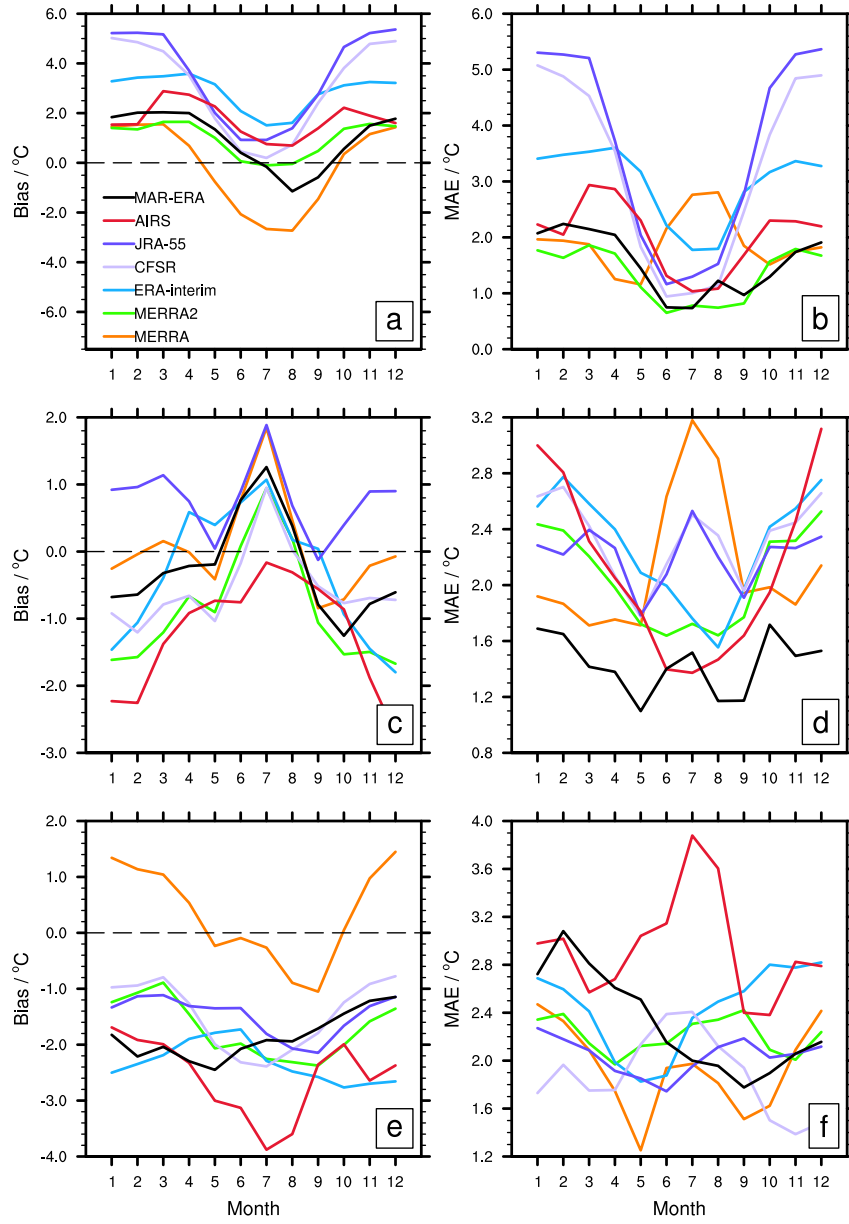 6.0
4.0
2.0
0.0
-2.0
-4.0
-6.0
Bias / °C
MAR-ERA
AIRS
JRA-55
CFSR
ERA-interim
MERRA2
MERRA
a
1 2 3 4 5 6 7 8 9 10 11 12
6.0
5.0
4.0
3.0
2.0
1.0
0.0
MAE / °C
b
1 2 3 4 5 6 7 8 9 10 11 12
2.0
1.0
0.0
-1.0
-2.0
-3.0
Bias / °C
c
1 2 3 4 5 6 7 8 9 10 11 12
3.2
2.8
2.4
2.0
1.6
1.2
0.8
MAE / °C
d
1 2 3 4 5 6 7 8 9 10 11 12
2.0
1.0
0.0
-1.0
-2.0
-3.0
-4.0
Bias / °C
e
1 2 3 4 5 6 7 8 9 10 11 12
Month
4.0
3.6
3.2
2.8
2.4
2.0
1.6
1.2
MAE / °C
f
1 2 3 4 5 6 7 8 9 10 11 12
Month